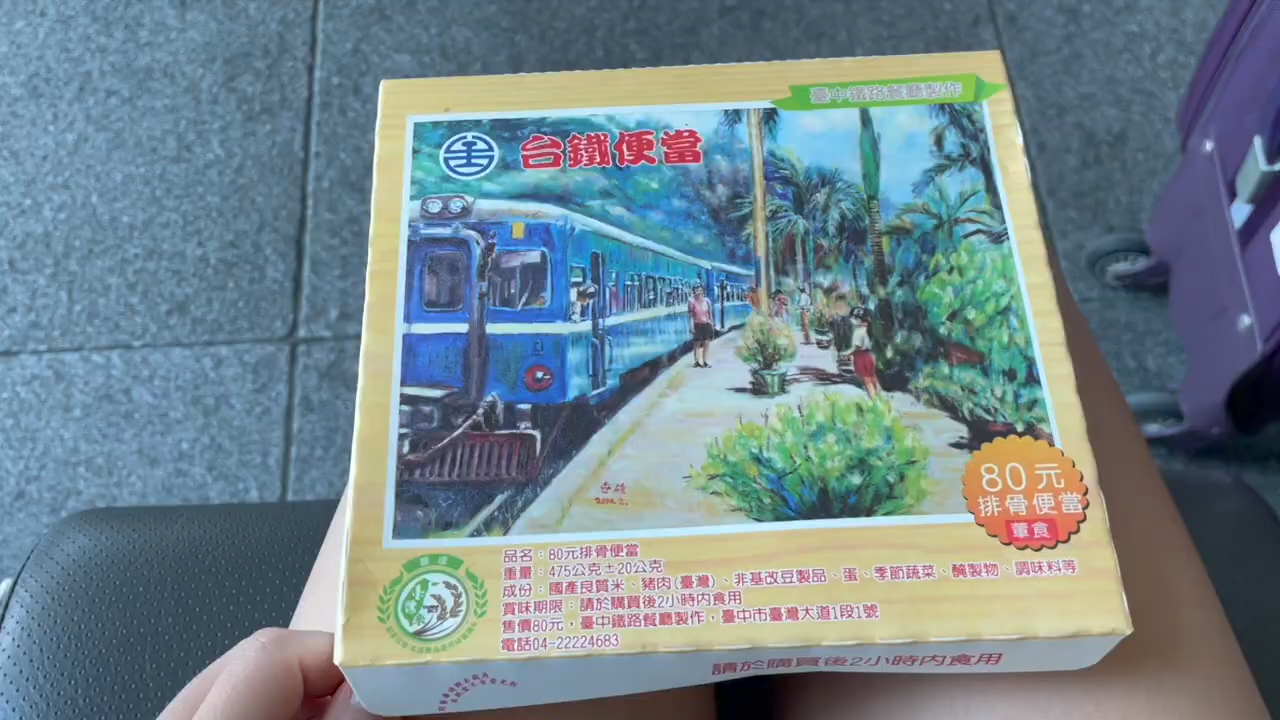 臺中鐵路餐廳製作
台鐵便當
80元
排骨便當
葷食
品名：80元排骨便當
重量：475公克±20公克
成份：國產良質米、豬肉(臺灣)、非基改豆製品、蛋、季節蔬菜、醃製物、調味料等
賞味期限：請於購買後2小時內食用
售價80元，臺中鐵路餐廳製作，臺中市臺灣大道1段1號
電話04-22224683
請於購買後2小時內食用